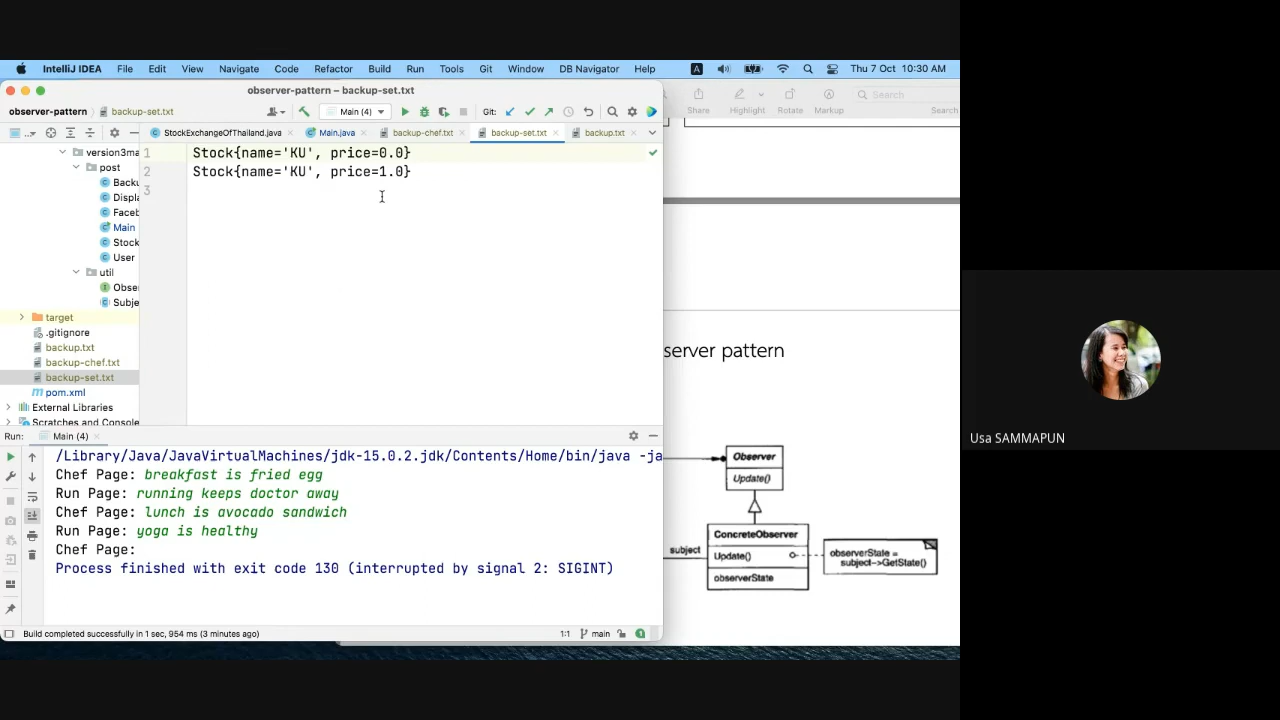 IntelliJ IDEA File Edit View Navigate Code Refactor Build Run Tools Git Window DB Navigator Help A Thu 7 Oct 10:30 AM
observer-pattern – backup-set.txt
observer-pattern backup-set.txt Main (4) Git:
Share Highlight Rotate Markup Search
Search
StockExchangeOfThailand.java Main.java backup-chef.txt backup-set.txt backup.txt
version3ma
post
Backu
Displa
Faceb
Main
Stock
User
util
Obse
Subje
target
.gitignore
backup.txt
backup-chef.txt
backup-set.txt
pom.xml
External Libraries
Scratches and Console
1 Stock{name='KU', price=0.0}
2 Stock{name='KU', price=1.0}
3
server pattern
Observer
Update()
ConcreteObserver
subject
Update()
observerState
observerState =
subject->GetState()
Usa SAMMAPUN
Run: Main (4)
/Library/Java/JavaVirtualMachines/jdk-15.0.2.jdk/Contents/Home/bin/java -ja
Chef Page: breakfast is fried egg
Run Page: running keeps doctor away
Chef Page: lunch is avocado sandwich
Run Page: yoga is healthy
Chef Page:
Process finished with exit code 130 (interrupted by signal 2: SIGINT)
Build completed successfully in 1 sec, 954 ms (3 minutes ago) 1:1 main